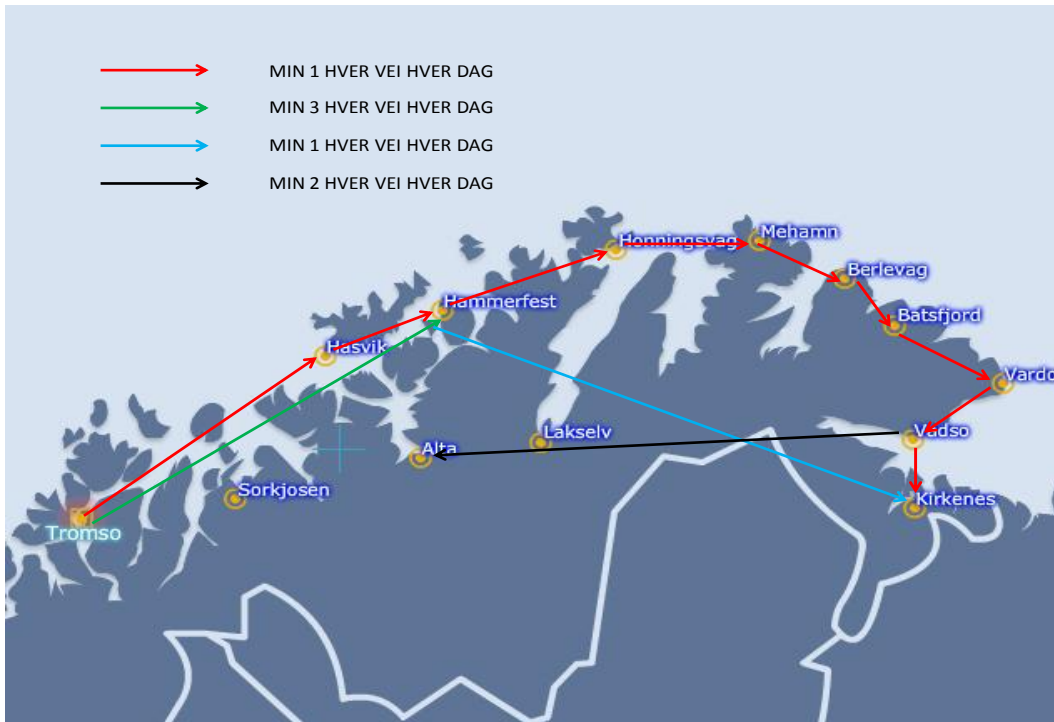 MIN 1 HVER VEI HVER DAG
MIN 3 HVER VEI HVER DAG
MIN 1 HVER VEI HVER DAG
MIN 2 HVER VEI HVER DAG
Mehamn
Honningsvag
Berlevag
Hammerfest
Batsfjord
Hasvik
Vardo
Vadso
Lakselv
Alta
Sorkjosen
Kirkenes
Tromso